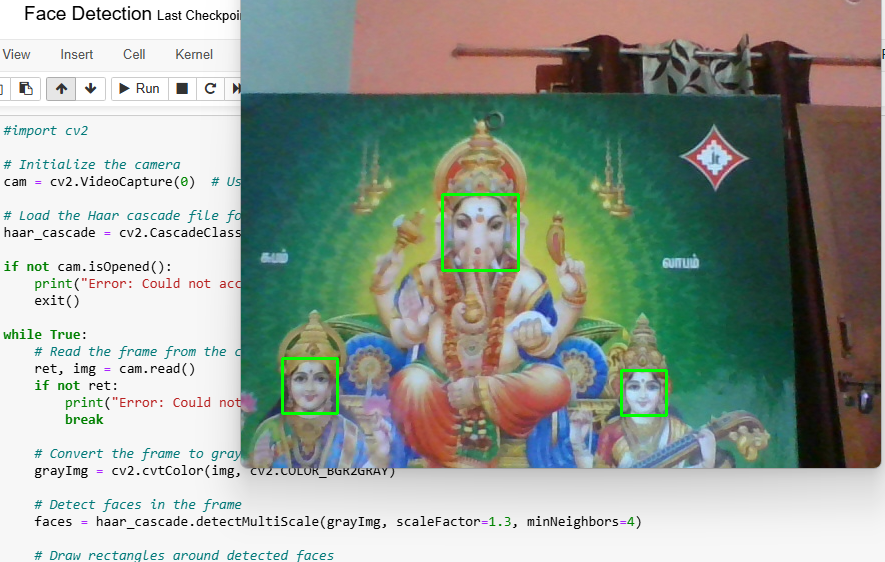 Face Detection Last Checkpoi
View Insert Cell Kernel
Run
#import cv2
# Initialize the camera
cam = cv2.VideoCapture(0) # Us
# Load the Haar cascade file fo
haar_cascade = cv2.CascadeClass
if not cam.isOpened():
print("Error: Could not acc
exit()
while True:
# Read the frame from the c
ret, img = cam.read()
if not ret:
print("Error: Could not
break
# Convert the frame to gray
grayImg = cv2.cvtColor(img, cv2.COLOR_BGR2GRAY)
# Detect faces in the frame
faces = haar_cascade.detectMultiScale(grayImg, scaleFactor=1.3, minNeighbors=4)
# Draw rectangles around detected faces
சுபம்
லாபம்